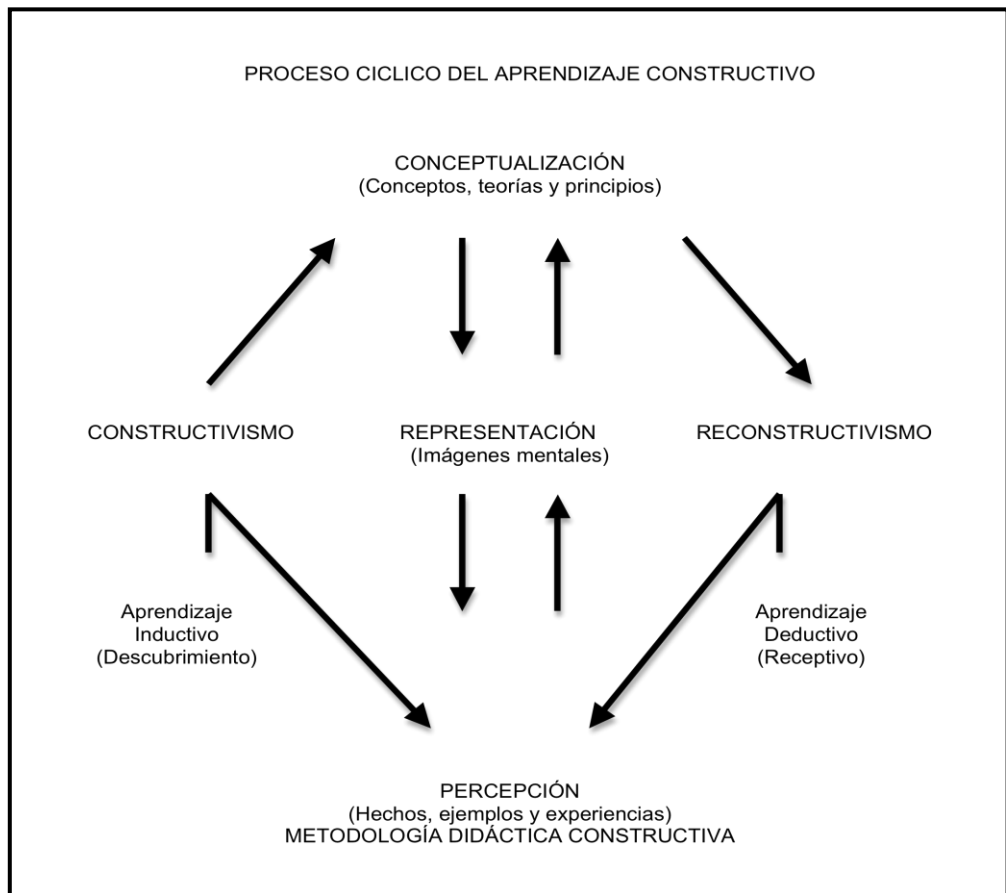 PROCESO CICLICO DEL APRENDIZAJE CONSTRUCTIVO
CONCEPTUALIZACIÓN
(Conceptos, teorías y principios)
CONSTRUCTIVISMO
REPRESENTACIÓN
(Imágenes mentales)
RECONSTRUCTIVISMO
Aprendizaje
Inductivo
(Descubrimiento)
Aprendizaje
Deductivo
(Receptivo)
PERCEPCIÓN
(Hechos, ejemplos y experiencias)
METODOLOGÍA DIDÁCTICA CONSTRUCTIVA